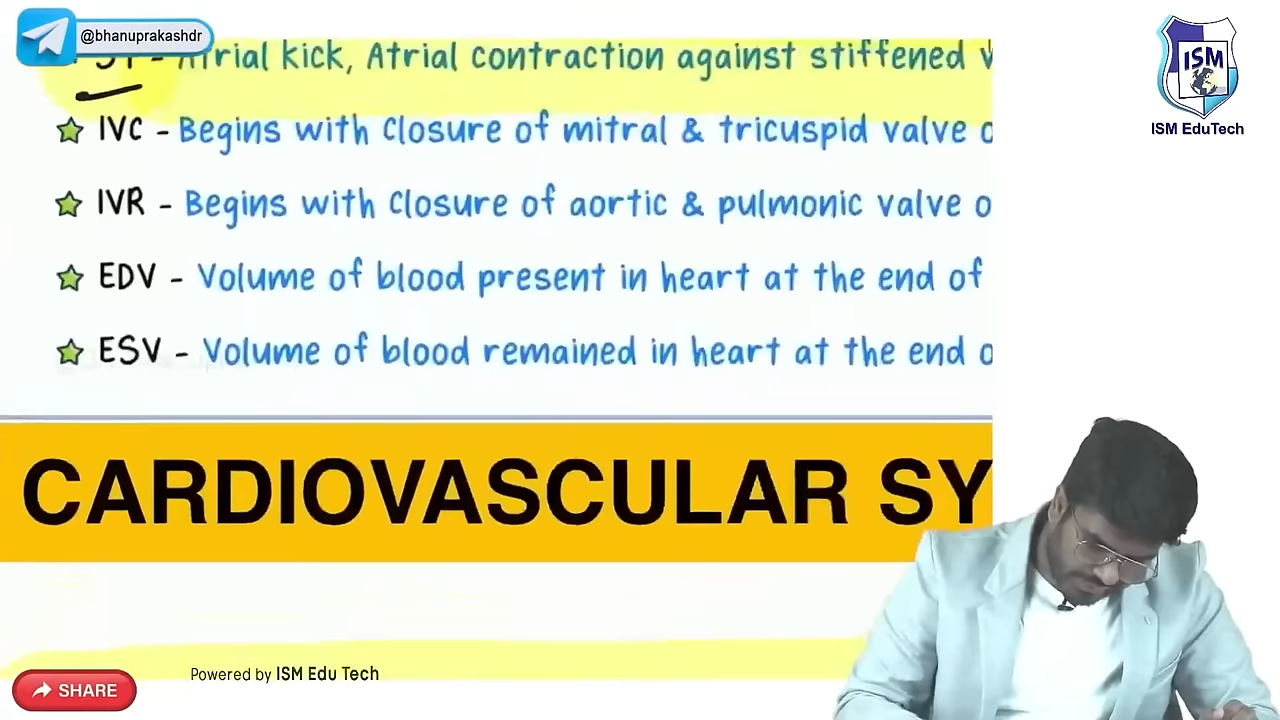 @bhanuprakashdr
ISM
ISM EduTech
Atrial kick, Atrial contraction against stiffened
IVC - Begins with closure of mitral & tricuspid valve
IVR - Begins with closure of aortic & pulmonic valve
EDV - Volume of blood present in heart at the end of
ESV - Volume of blood remained in heart at the end
CARDIOVASCULAR SY
Powered by ISM Edu Tech
SHARE